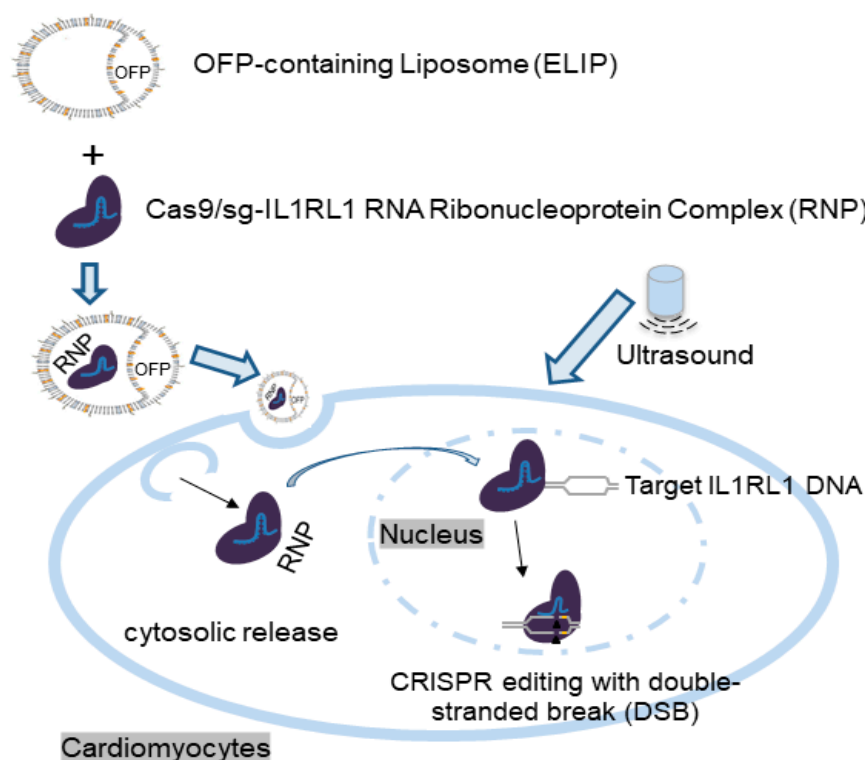 OFP
OFP-containing Liposome (ELIP)
+
Cas9/sg-IL1RL1 RNA Ribonucleoprotein Complex (RNP)
RNP
OFP
Ultrasound
RNP
OFP
Target IL1RL1 DNA
RNP
Nucleus
cytosolic release
CRISPR editing with double-
stranded break (DSB)
Cardiomyocytes